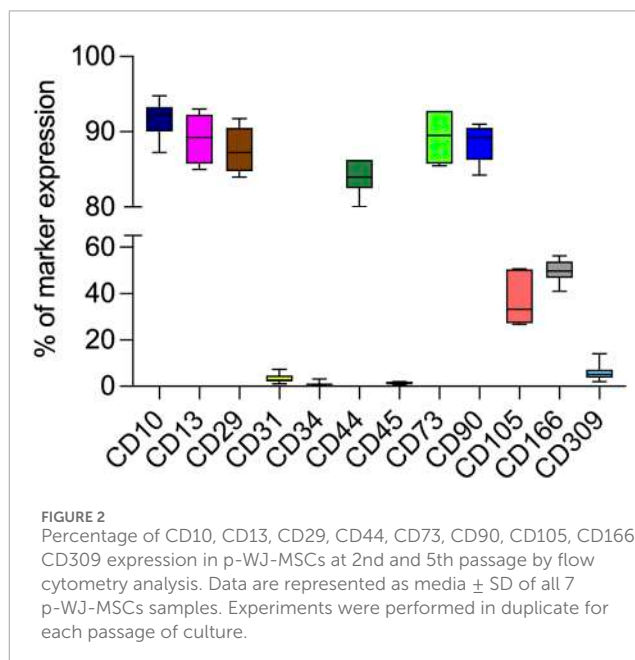 100
90
80
60
40
20
0
% of marker expression
CD10
CD13
CD29
CD31
CD34
CD44
CD45
CD73
CD90
CD105
CD166
CD309
FIGURE 2
Percentage of CD10, CD13, CD29, CD44, CD73, CD90, CD105, CD166
CD309 expression in p-WJ-MSCs at 2nd and 5th passage by flow
cytometry analysis. Data are represented as media ± SD of all 7
p-WJ-MSCs samples. Experiments were performed in duplicate for
each passage of culture.